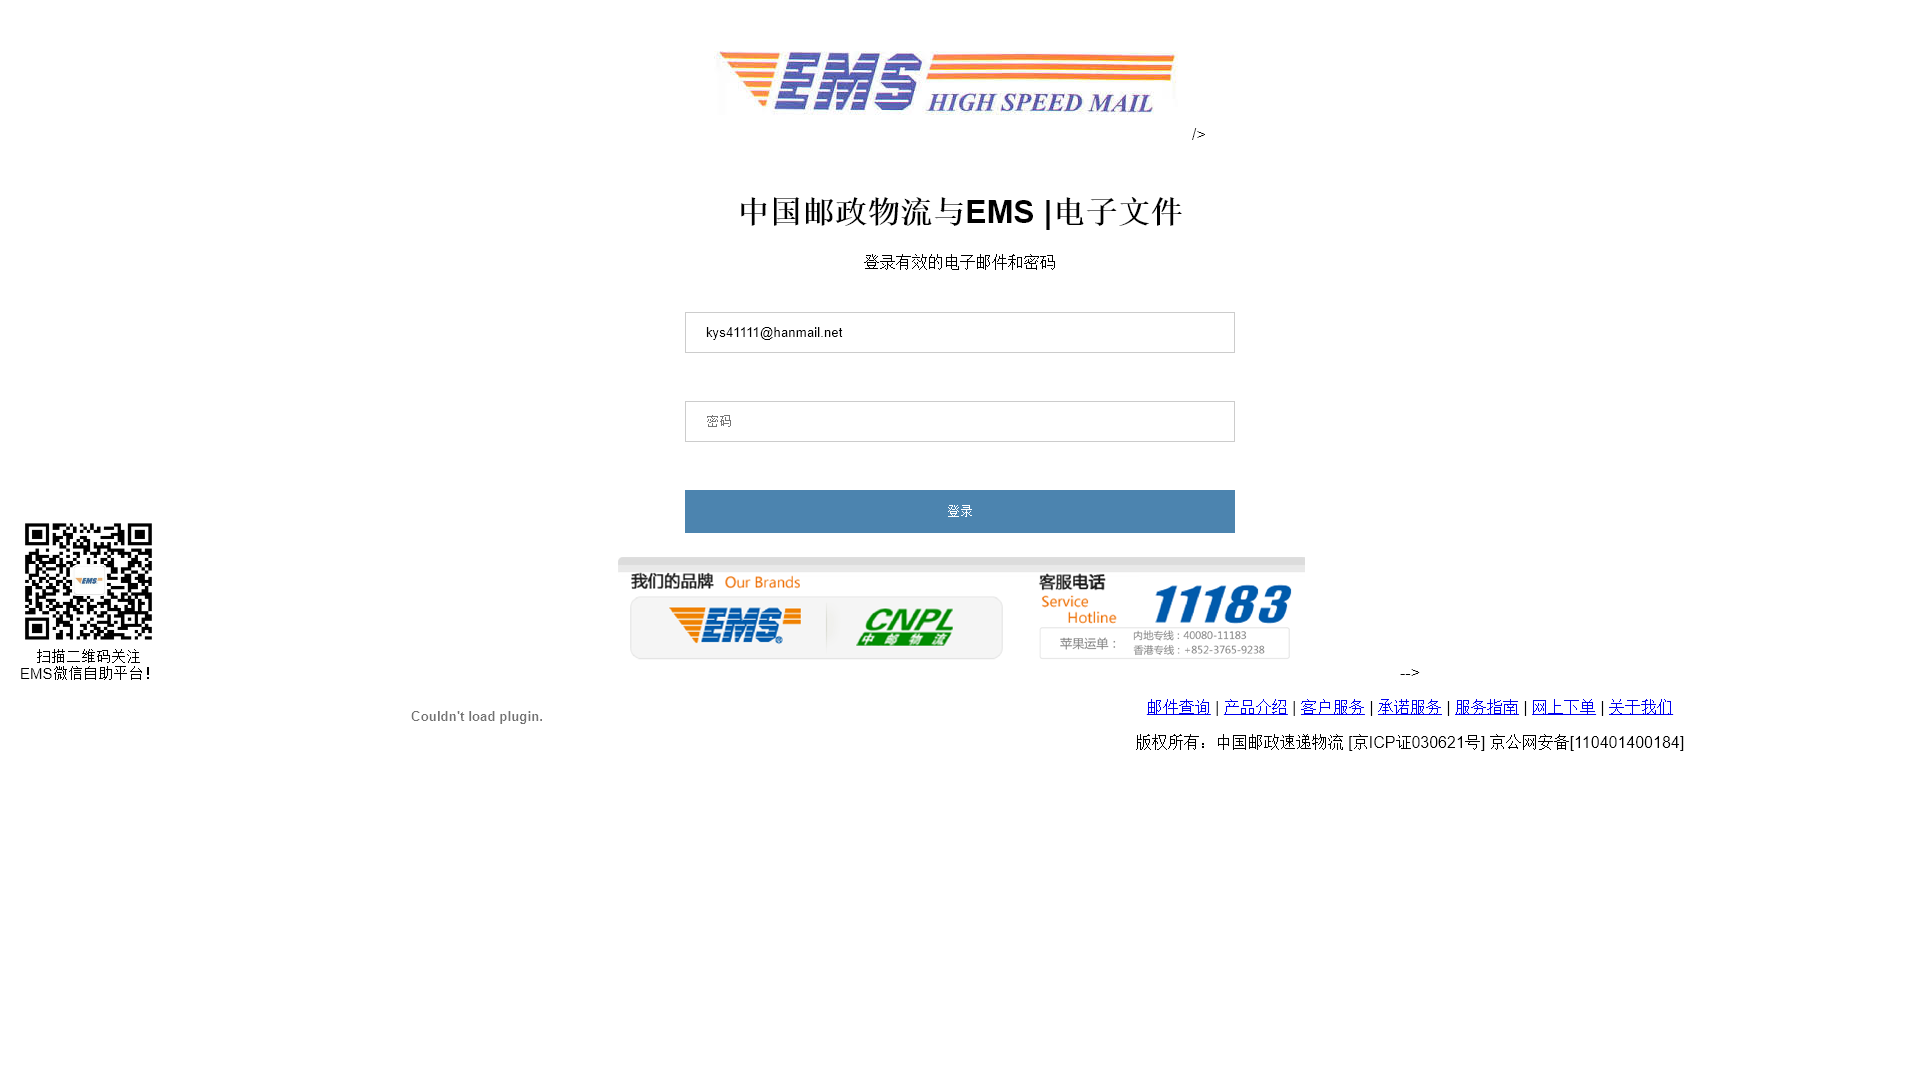 EMS HIGH SPEED MAIL
/>
中国邮政物流与EMS |电子文件
登录有效的电子邮件和密码
kys41111@hanmail.net
密码
登录
EMS
扫描二维码关注
EMS微信自助平台！
我们的品牌 Our Brands
EMS
CNPL
中邮物流
客服电话
Service
Hotline
11183
苹果运单：
内地专线：40080-11183
香港专线：+852-3765-9238
-->
Couldn't load plugin.
邮件查询 | 产品介绍 | 客户服务 | 承诺服务 | 服务指南 | 网上下单 | 关于我们
版权所有：中国邮政速递物流 [京ICP证030621号] 京公网安备[110401400184]